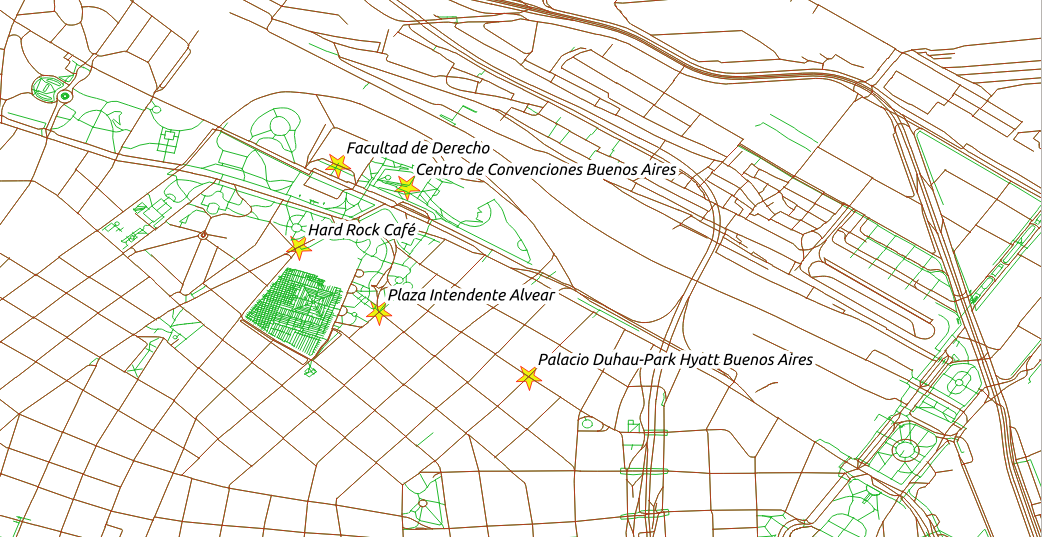 Facultad de Derecho
Centro de Convenciones Buenos Aires
Hard Rock Café
Plaza Intendente Alvear
Palacio Duhau-Park Hyatt Buenos Aires